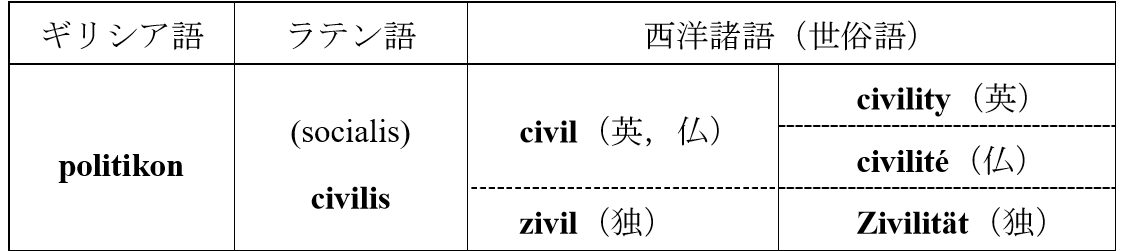 ギリシア語 ラテン語 西洋諸語（世俗語）
politikon
(socialis)
civilis
civil（英，仏）
zivil（独）
civility（英）
civilité（仏）
Zivilität（独）